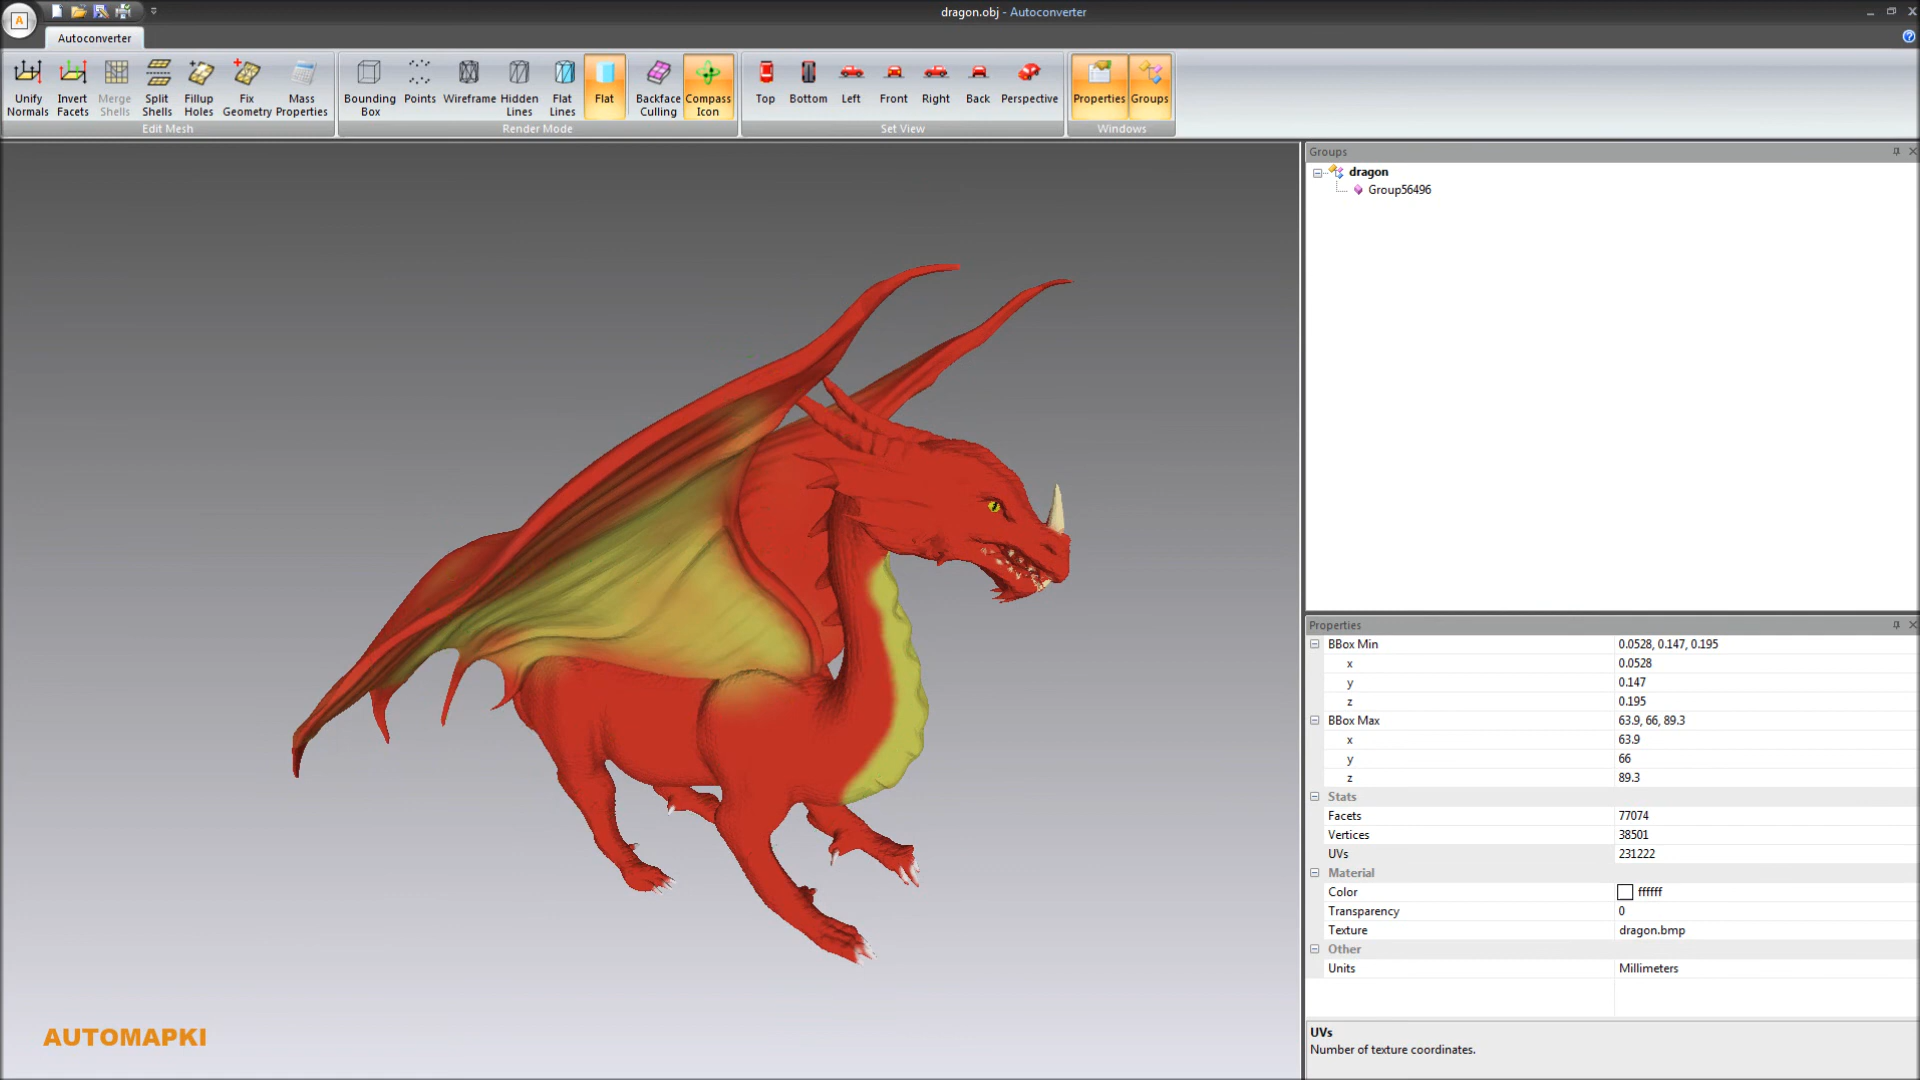 dragon.obj - Autoconverter
A
Autoconverter
Unify Normals
Invert Facets
Merge Shells
Split Shells
Fillup Holes
Fix Geometry
Mass Properties
Edit Mesh
Bounding Box
Points
Wireframe
Hidden Lines
Flat Lines
Flat
Backface Culling
Compass Icon
Render Mode
Top
Bottom
Left
Front
Right
Back
Perspective
Set View
Properties
Groups
Windows
Groups
dragon
Group56496
Properties
BBox Min 0.0528, 0.147, 0.195
x 0.0528
y 0.147
z 0.195
BBox Max 63.9, 66, 89.3
x 63.9
y 66
z 89.3
Stats
Facets 77074
Vertices 38501
UVs 231222
Material
Color ffffff
Transparency 0
Texture dragon.bmp
Other
Units Millimeters
UVs
Number of texture coordinates.
AUTOMAPKI